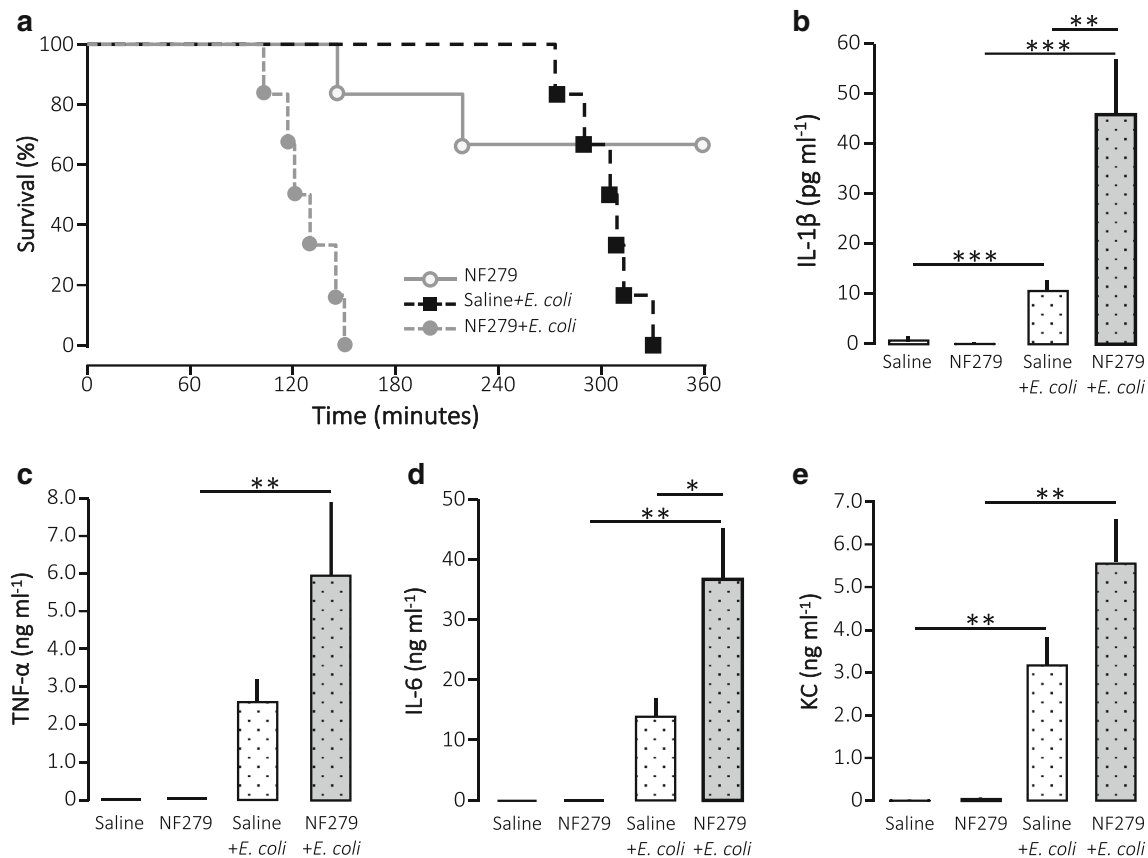 a
100
80
60
40
20
0
Survival (%)
NF279
Saline+E. coli
NF279+E. coli
0 60 120 180 240 300 360
Time (minutes)
b
**
***
***
60
50
40
30
20
10
0
IL-1β (pg ml-1)
Saline NF279 Saline NF279
+E. coli +E. coli
c
**
8.0
7.0
6.0
5.0
4.0
3.0
2.0
1.0
0
TNF-α (ng ml-1)
Saline NF279 Saline NF279
+E. coli +E. coli
d
*
**
50
40
30
20
10
0
IL-6 (ng ml-1)
Saline NF279 Saline NF279
+E. coli +E. coli
e
**
**
7.0
6.0
5.0
4.0
3.0
2.0
1.0
0
KC (ng ml-1)
Saline NF279 Saline NF279
+E. coli +E. coli